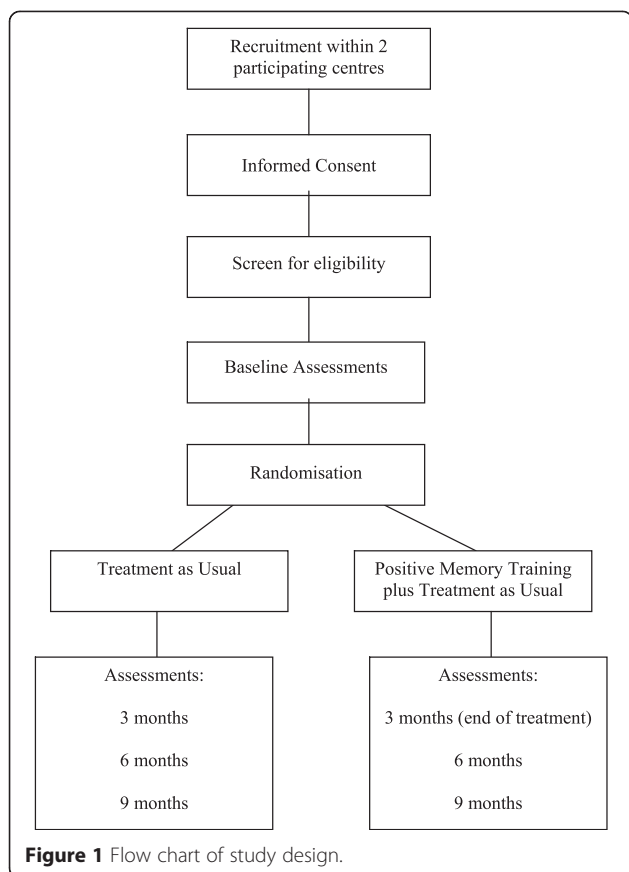 Recruitment within 2
participating centres
Informed Consent
Screen for eligibility
Baseline Assessments
Randomisation
Treatment as Usual
Positive Memory Training
plus Treatment as Usual
Assessments:
3 months
6 months
9 months
Assessments:
3 months (end of treatment)
6 months
9 months
Figure 1 Flow chart of study design.